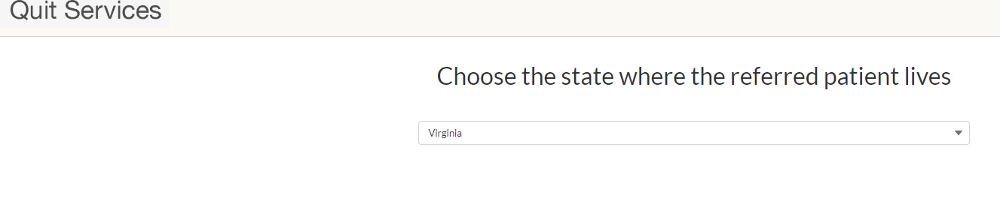 Quit Services
Choose the state where the referred patient lives
Virginia